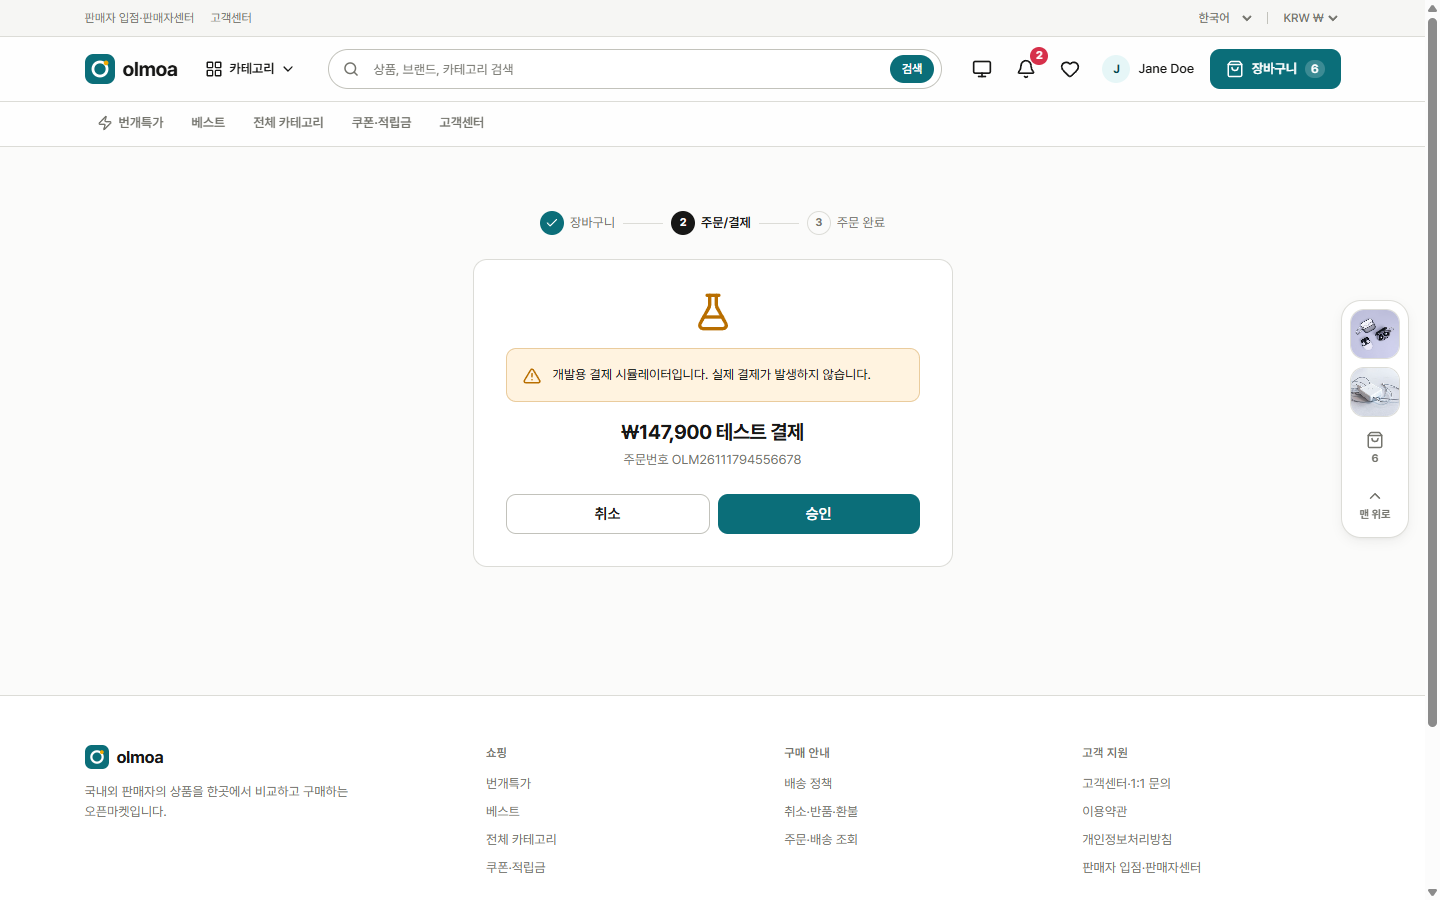 판매자 입점·판매자센터
고객센터
한국어
KRW ₩
olmoa
카테고리
상품, 브랜드, 카테고리 검색
검색
2
J
Jane Doe
장바구니 6
번개특가
베스트
전체 카테고리
쿠폰·적립금
고객센터
장바구니
2 주문/결제
3 주문 완료
개발용 결제 시뮬레이터입니다. 실제 결제가 발생하지 않습니다.
₩147,900 테스트 결제
주문번호 OLM26111794556678
취소
승인
6
맨 위로
olmoa
국내외 판매자의 상품을 한곳에서 비교하고 구매하는
오픈마켓입니다.
쇼핑
번개특가
베스트
전체 카테고리
쿠폰·적립금
구매 안내
배송 정책
취소·반품·환불
주문·배송 조회
고객 지원
고객센터·1:1 문의
이용약관
개인정보처리방침
판매자 입점·판매자센터